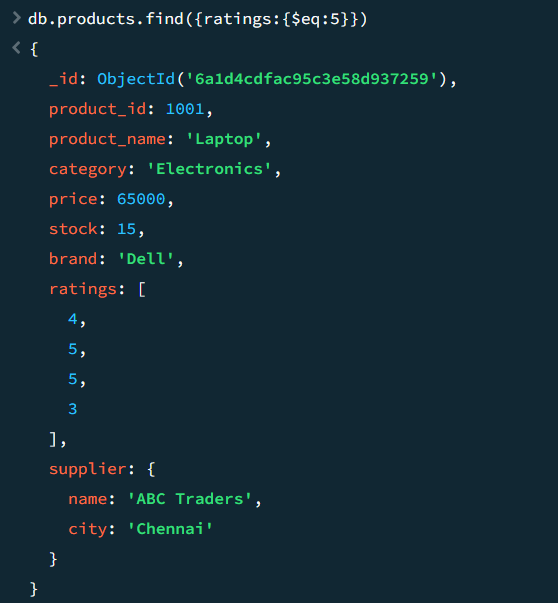 > db.products.find({ratings:{$eq:5}})
< {
_id: ObjectId('6a1d4cdfac95c3e58d937259'),
product_id: 1001,
product_name: 'Laptop',
category: 'Electronics',
price: 65000,
stock: 15,
brand: 'Dell',
ratings: [
4,
5,
5,
3
],
supplier: {
name: 'ABC Traders',
city: 'Chennai'
}
}